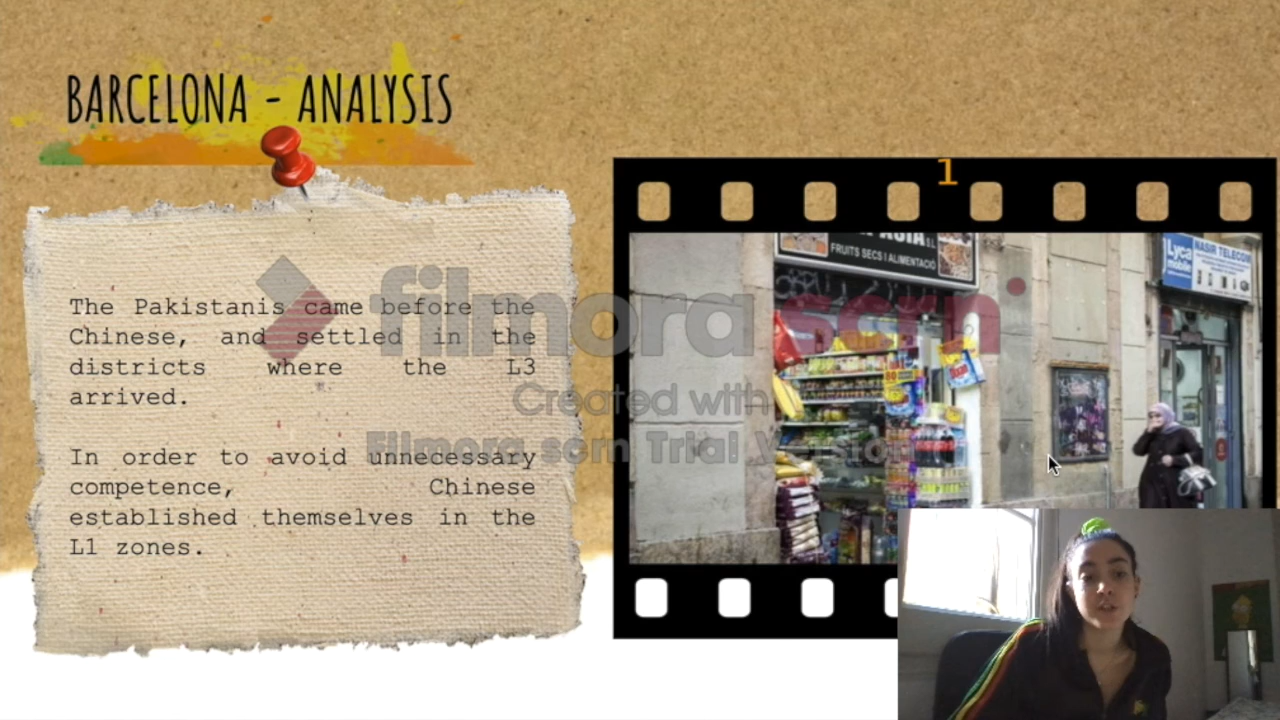 BARCELONA - ANALYSIS
1
FRUITS SECS I ALIMENTACIÓ
Lyca
mobile
NASIR TELECOM
The Pakistanis came before the
Chinese, and settled in the
districts where the L3
arrived.
In order to avoid unnecessary
competence, Chinese
established themselves in the
L1 zones.
filmora scrn
Created with
Filmora scrn Trial Version